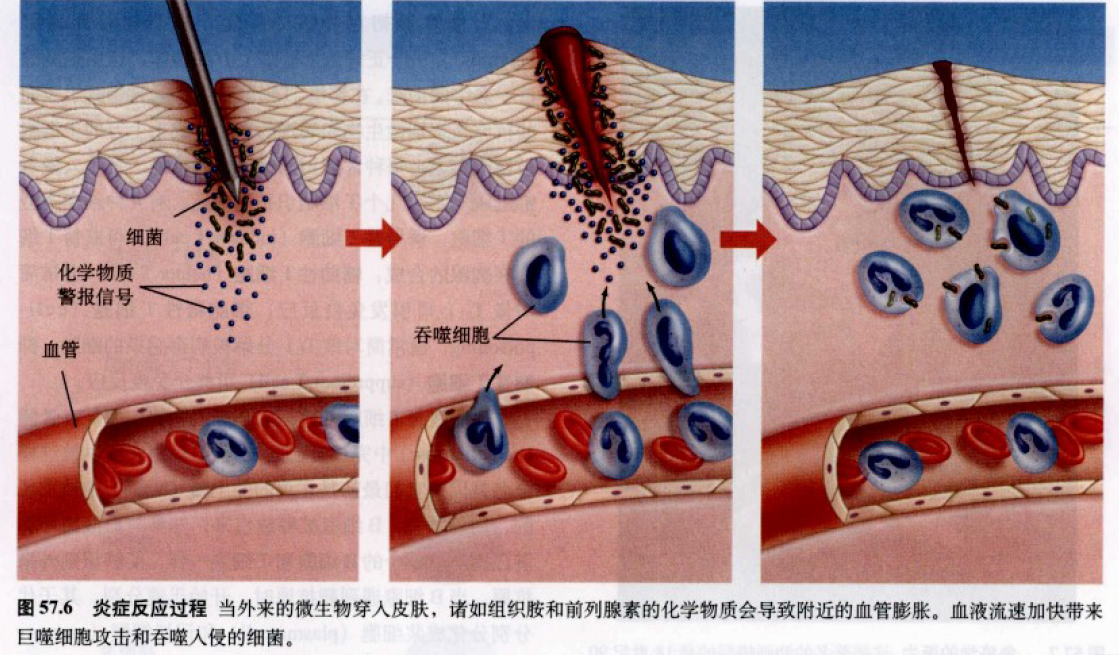 细菌
化学物质
警报信号
血管
吞噬细胞
图 57.6 炎症反应过程 当外来的微生物穿入皮肤，诸如组织胺和前列腺素的化学物质会导致附近的血管膨胀。血液流速加快带来
巨噬细胞攻击和吞噬入侵的细菌。